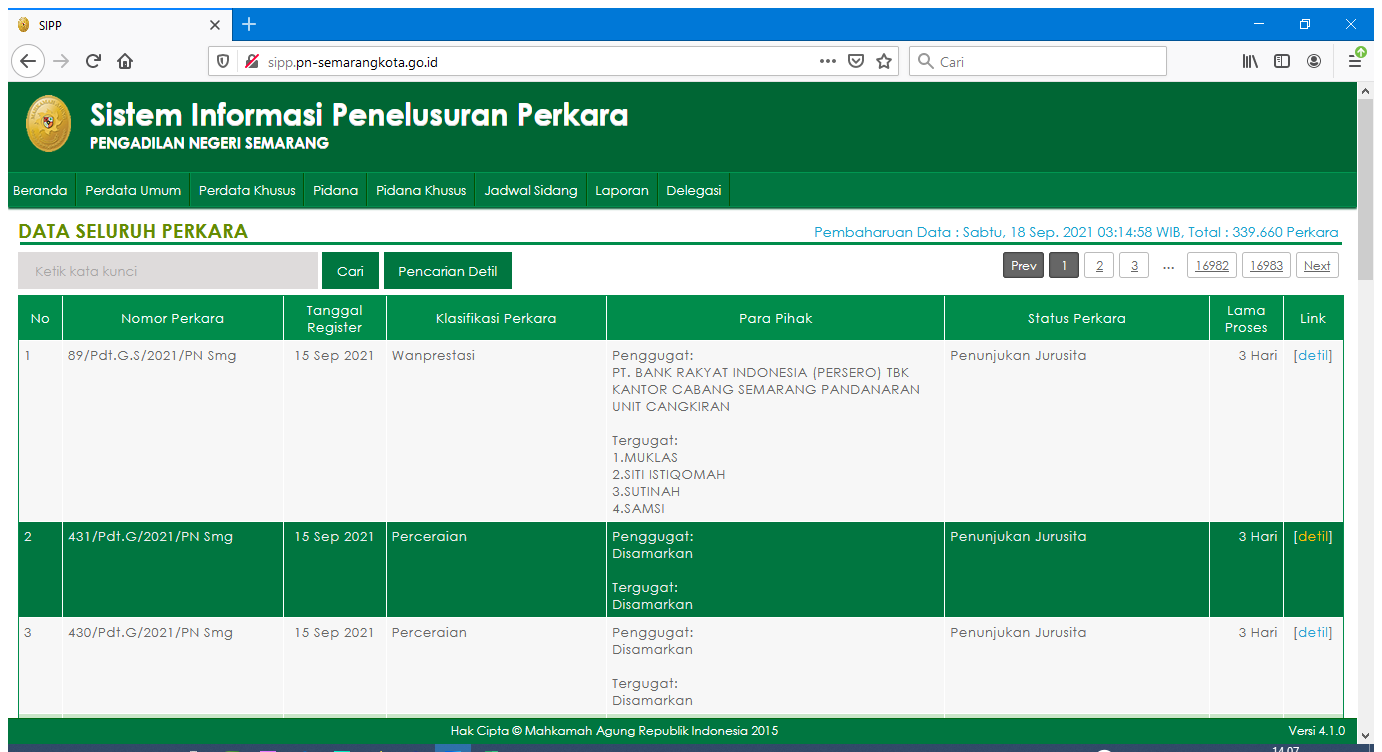 SIPP
sipp.pn-semarangkota.go.id
Cari
Sistem Informasi Penelusuran Perkara
PENGADILAN NEGERI SEMARANG
Beranda Perdata Umum Perdata Khusus Pidana Pidana Khusus Jadwal Sidang Laporan Delegasi
DATA SELURUH PERKARA
Pembaharuan Data : Sabtu, 18 Sep. 2021 03:14:58 WIB, Total : 339.660 Perkara
Ketik kata kunci Cari Pencarian Detil
Prev 1 2 3 ... 16982 16983 Next
No Nomor Perkara Tanggal Register Klasifikasi Perkara Para Pihak Status Perkara Lama Proses Link
1 89/Pdt.G.S/2021/PN Smg 15 Sep 2021 Wanprestasi Penggugat: Penunjukan Jurusita 3 Hari [detil]
PT. BANK RAKYAT INDONESIA (PERSERO) TBK
KANTOR CABANG SEMARANG PANDANARAN
UNIT CANGKIRAN
Tergugat:
1.MUKLAS
2.SITI ISTIQOMAH
3.SUTINAH
4.SAMSI
2 431/Pdt.G/2021/PN Smg 15 Sep 2021 Perceraian Penggugat: Penunjukan Jurusita 3 Hari [detil]
Disamarkan
Tergugat:
Disamarkan
3 430/Pdt.G/2021/PN Smg 15 Sep 2021 Perceraian Penggugat: Penunjukan Jurusita 3 Hari [detil]
Disamarkan
Tergugat:
Disamarkan
Hak Cipta © Mahkamah Agung Republik Indonesia 2015
Versi 4.1.0
14.07